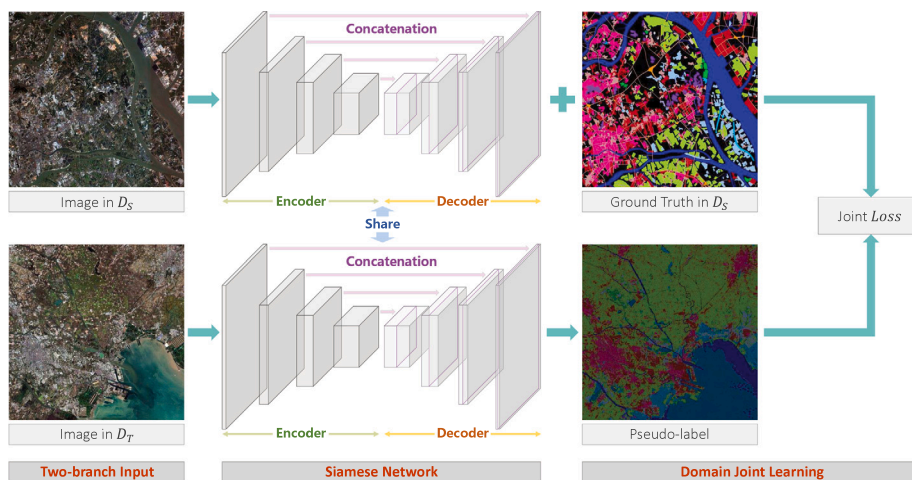 Concatenation
Image in D_S
Encoder
Decoder
Ground Truth in D_S
Share
Joint Loss
Concatenation
Image in D_T
Encoder
Decoder
Pseudo-label
Two-branch Input
Siamese Network
Domain Joint Learning